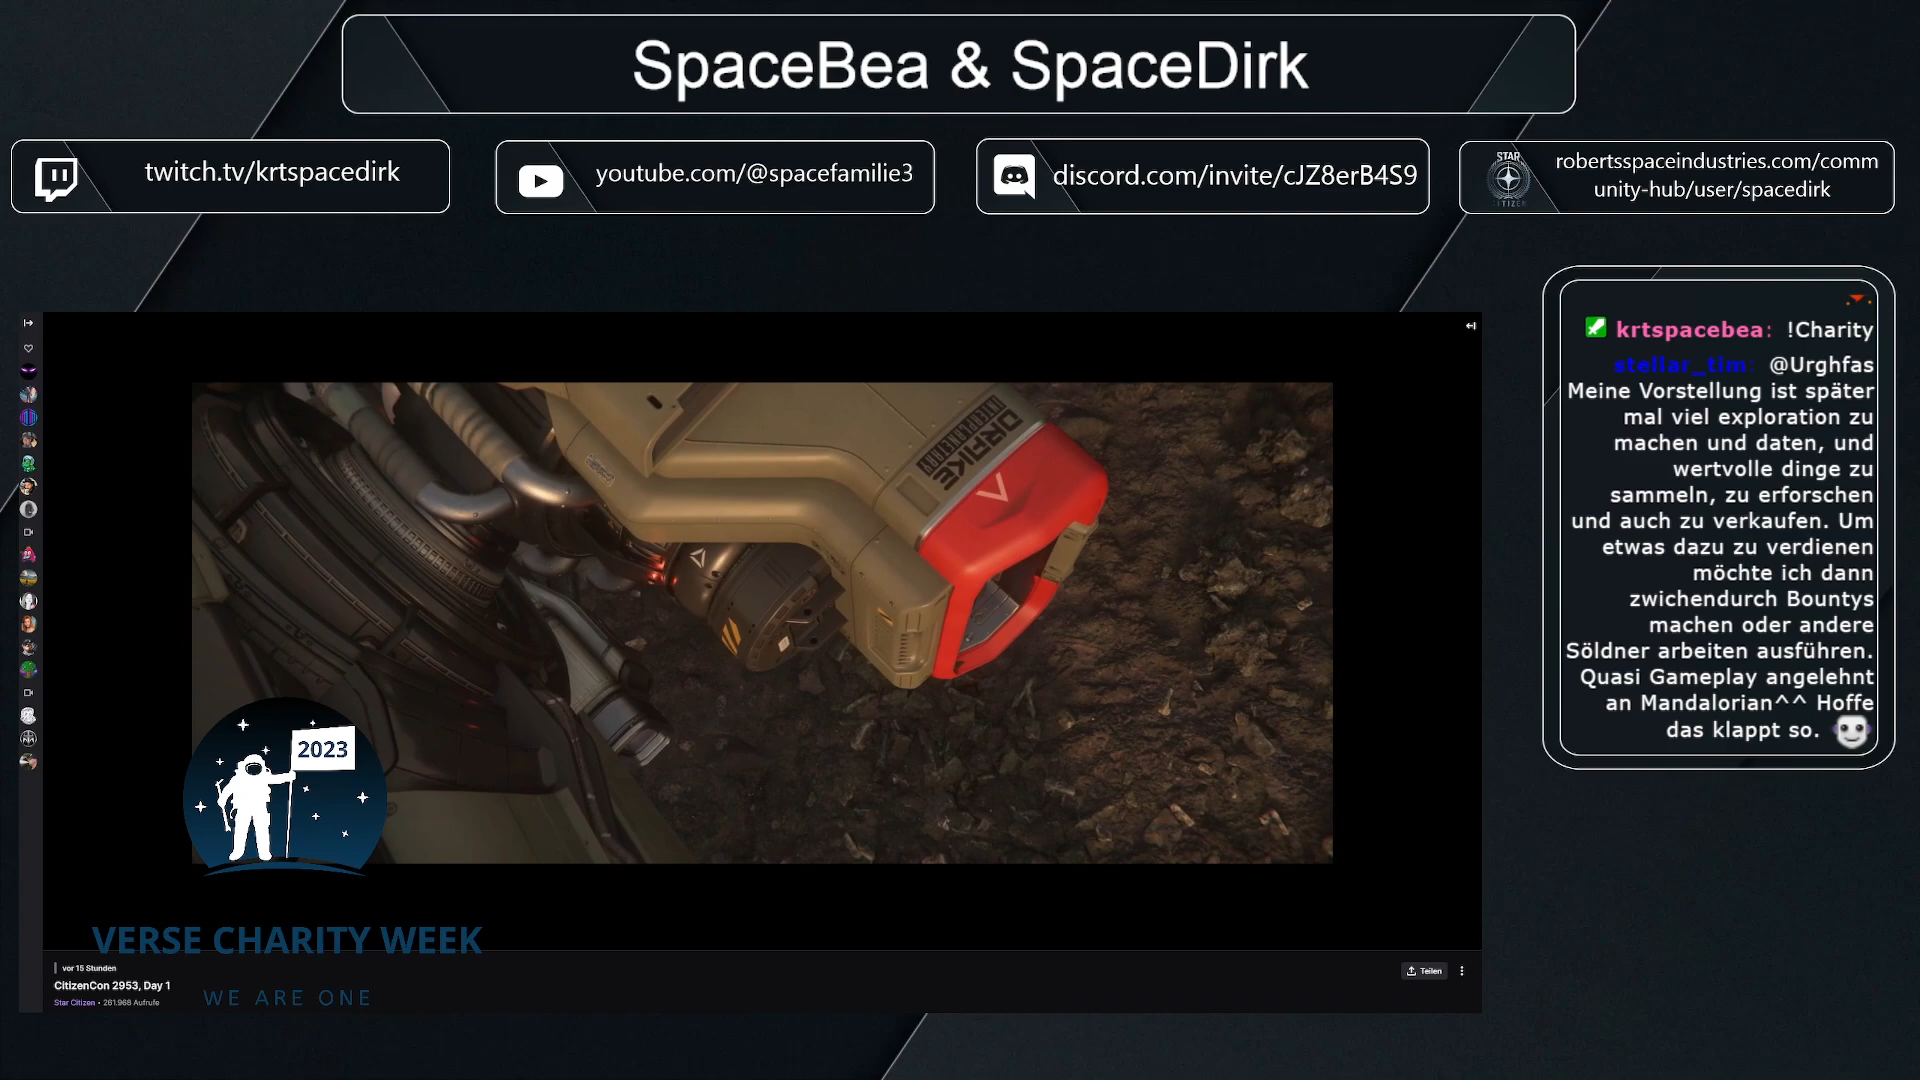 SpaceBea & SpaceDirk
twitch.tv/krtspacedirk
youtube.com/@spacefamilie3
discord.com/invite/cJZ8erB4S9
STAR
CITIZEN
robertsspaceindustries.com/comm
unity-hub/user/spacedirk
krtspacebea: !Charity
stellar_tim: @Urghfas
Meine Vorstellung ist später
mal viel exploration zu
machen und daten, und
wertvolle dinge zu
sammeln, zu erforschen
und auch zu verkaufen. Um
etwas dazu zu verdienen
möchte ich dann
zwichendurch Bountys
machen oder andere
Söldner arbeiten ausführen.
Quasi Gameplay angelehnt
an Mandalorian^^ Hoffe
das klappt so.
DRAKE
INTERPLANETARY
2023
VERSE CHARITY WEEK
WE ARE ONE
vor 15 Stunden
CitizenCon 2953, Day 1
Star Citizen • 261.968 Aufrufe
Teilen